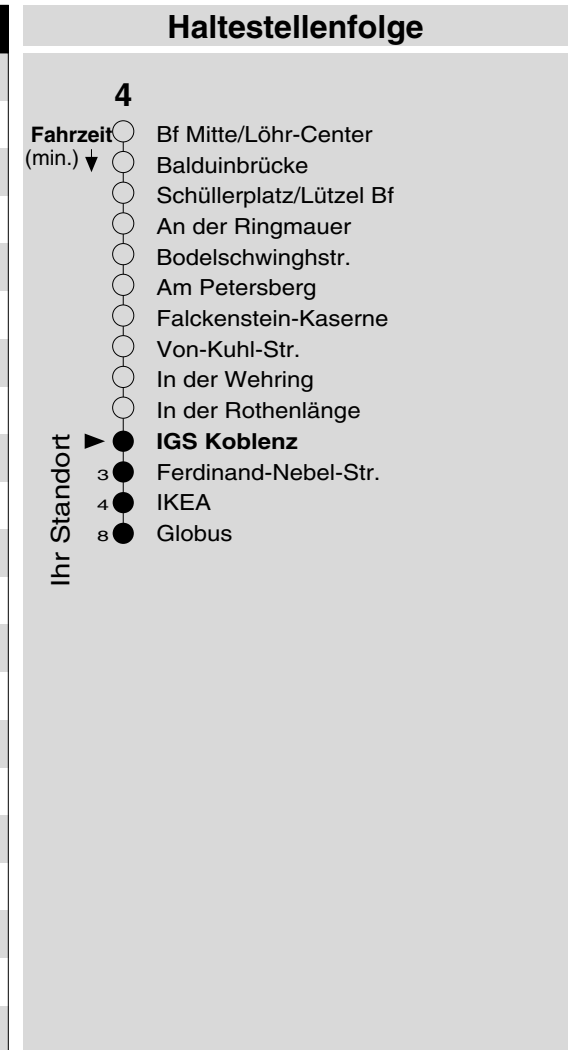 Haltestellenfolge
4
Fahrzeit
(min.)
Bf Mitte/Löhr-Center
Balduinbrücke
Schüllerplatz/Lützel Bf
An der Ringmauer
Bodelschwinghstr.
Am Petersberg
Falckenstein-Kaserne
Von-Kuhl-Str.
In der Wehring
In der Rothenlänge
IGS Koblenz
3 Ferdinand-Nebel-Str.
4 IKEA
8 Globus
Ihr Standort